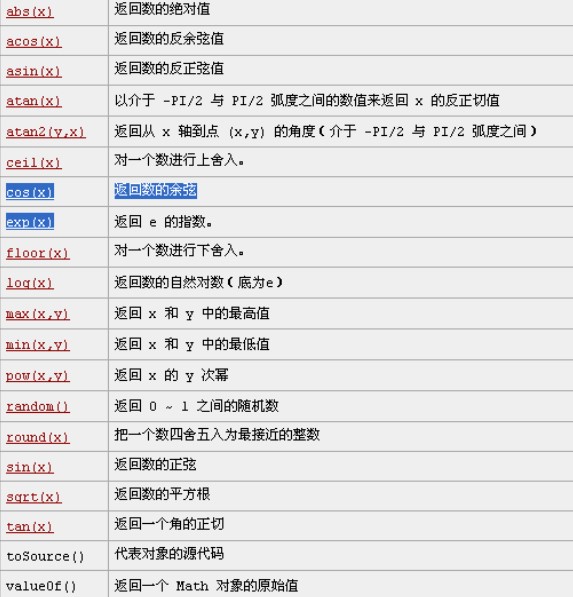 abs(x) 返回数的绝对值
acos(x) 返回数的反余弦值
asin(x) 返回数的反正弦值
atan(x) 以介于 -PI/2 与 PI/2 弧度之间的数值来返回 x 的反正切值
atan2(y,x) 返回从 x 轴到点 (x,y) 的角度(介于 -PI/2 与 PI/2 弧度之间)
ceil(x) 对一个数进行上舍入。
cos(x) 返回数的余弦
exp(x) 返回 e 的指数。
floor(x) 对一个数进行下舍入。
log(x) 返回数的自然对数(底为e)
max(x,y) 返回 x 和 y 中的最高值
min(x,y) 返回 x 和 y 中的最低值
pow(x,y) 返回 x 的 y 次幂
random() 返回 0 ~ 1 之间的随机数
round(x) 把一个数四舍五入为最接近的整数
sin(x) 返回数的正弦
sqrt(x) 返回数的平方根
tan(x) 返回一个角的正切
toSource() 代表对象的源代码
valueOf() 返回一个 Math 对象的原始值